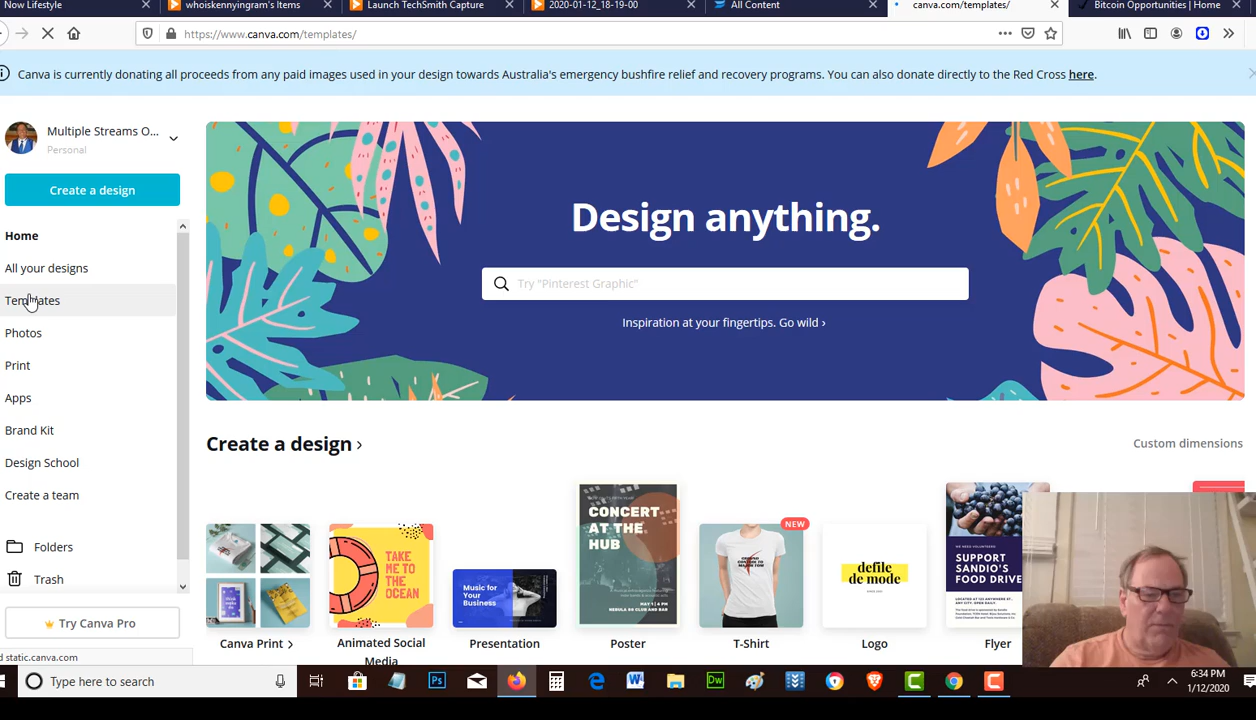 Now Lifestyle
whoiskennyingram's Items
Launch TechSmith Capture
2020-01-12_18-19-00
All Content
canva.com/templates/
Bitcoin Opportunities | Home
https://www.canva.com/templates/
Canva is currently donating all proceeds from any paid images used in your design towards Australia's emergency bushfire relief and recovery programs. You can also donate directly to the Red Cross here.
Multiple Streams O...
Personal
Create a design
Home
All your designs
Templates
Photos
Print
Apps
Brand Kit
Design School
Create a team
Folders
Trash
Try Canva Pro
Design anything.
Try "Pinterest Graphic"
Inspiration at your fingertips. Go wild ›
Create a design ›
Custom dimensions
TAKE ME TO THE OCEAN
Music for Your Business
CONCERT AT THE HUB
MAY 1 | 6 PM
NEW
defile de mode
SUPPORT SANDIO'S FOOD DRIVE
Canva Print
Animated Social Media
Presentation
Poster
T-Shirt
Logo
Flyer
d static.canva.com
Type here to search
6:34 PM
1/12/2020